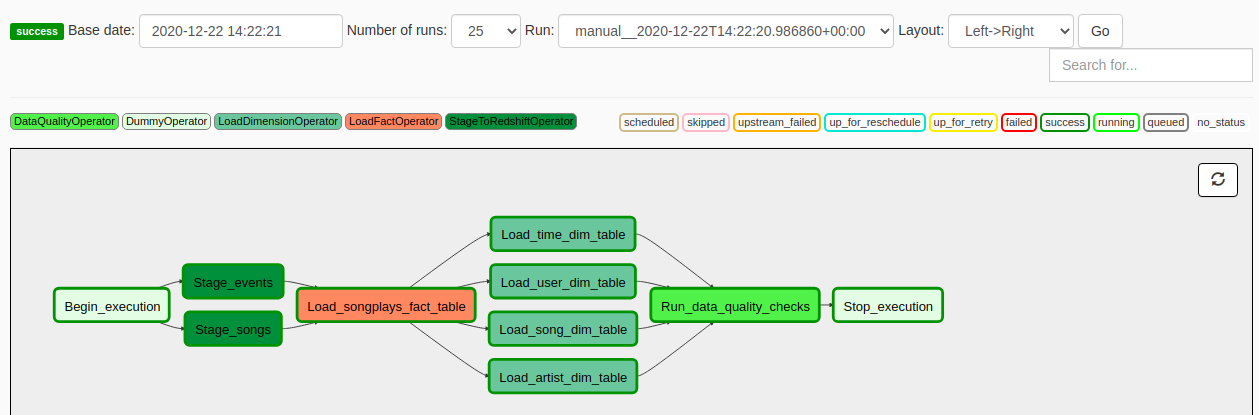 success Base date: 2020-12-22 14:22:21 Number of runs: 25 Run: manual__2020-12-22T14:22:20.986860+00:00 Layout: Left->Right Go
Search for...
DataQualityOperator DummyOperator LoadDimensionOperator LoadFactOperator StageToRedshiftOperator scheduled skipped upstream_failed up_for_reschedule up_for_retry failed success running queued no_status
Load_time_dim_table
Stage_events Load_user_dim_table
Begin_execution Load_songplays_fact_table Run_data_quality_checks Stop_execution
Stage_songs Load_song_dim_table
Load_artist_dim_table